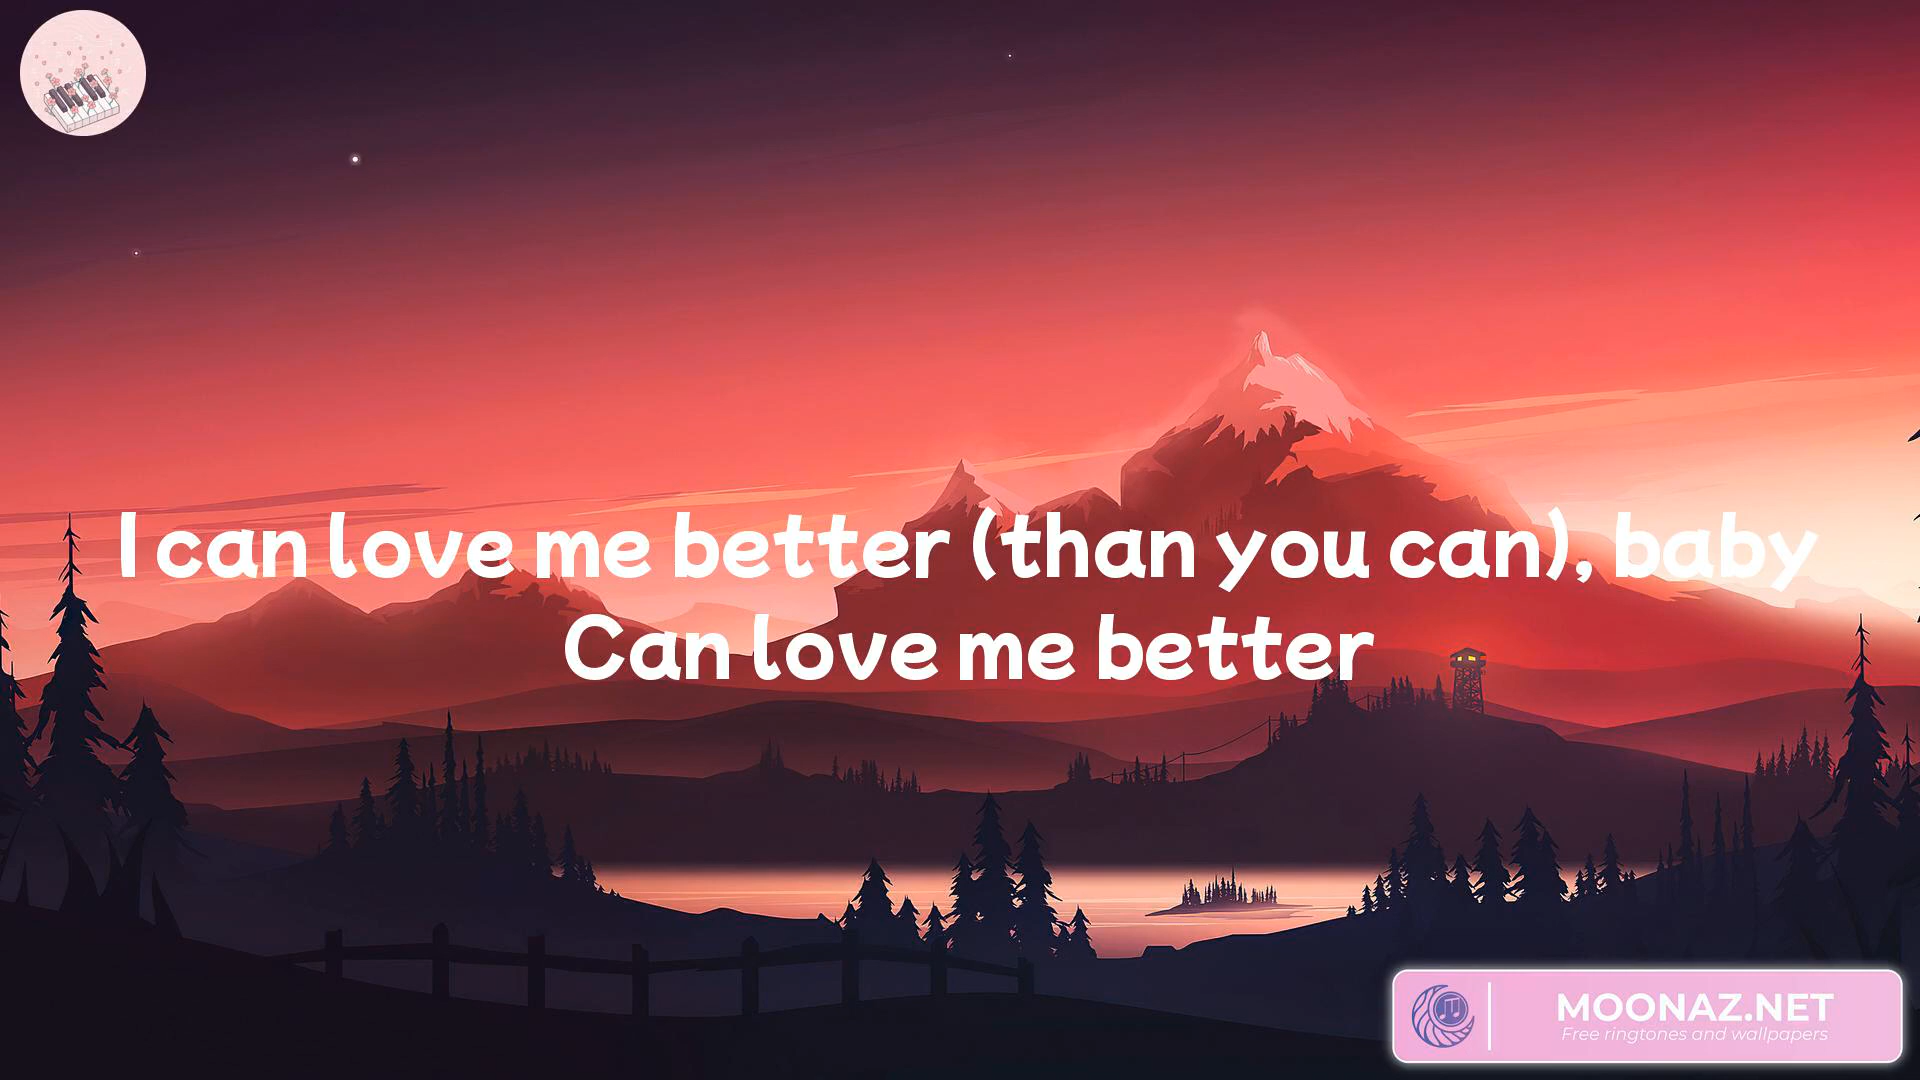 I can love me better (than you can), baby
Can love me better
MOONAZ.NET
Free ringtones and wallpapers